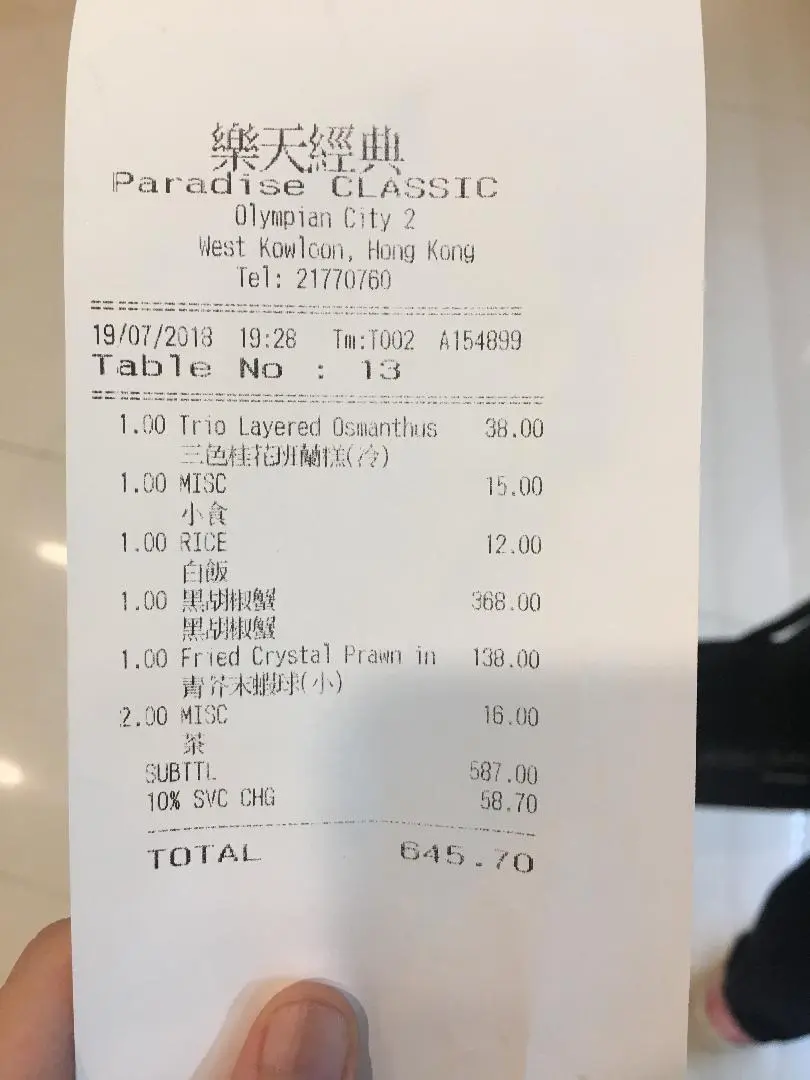 樂天經典
Paradise CLASSIC
Olympian City 2
West Kowloon, Hong Kong
Tel: 21770760
19/07/2018 19:28 Tm:T002 A154899
Table No : 13
1.00 Trio Layered Osmanthus 38.00
三色桂花班蘭糕(冷)
1.00 MISC 15.00
小食
1.00 RICE 12.00
白飯
1.00 黑胡椒蟹 368.00
黑胡椒蟹
1.00 Fried Crystal Prawn in 138.00
青芥末蝦球(小)
2.00 MISC 16.00
茶
SUBTTL 587.00
10% SVC CHG 58.70
TOTAL 645.70